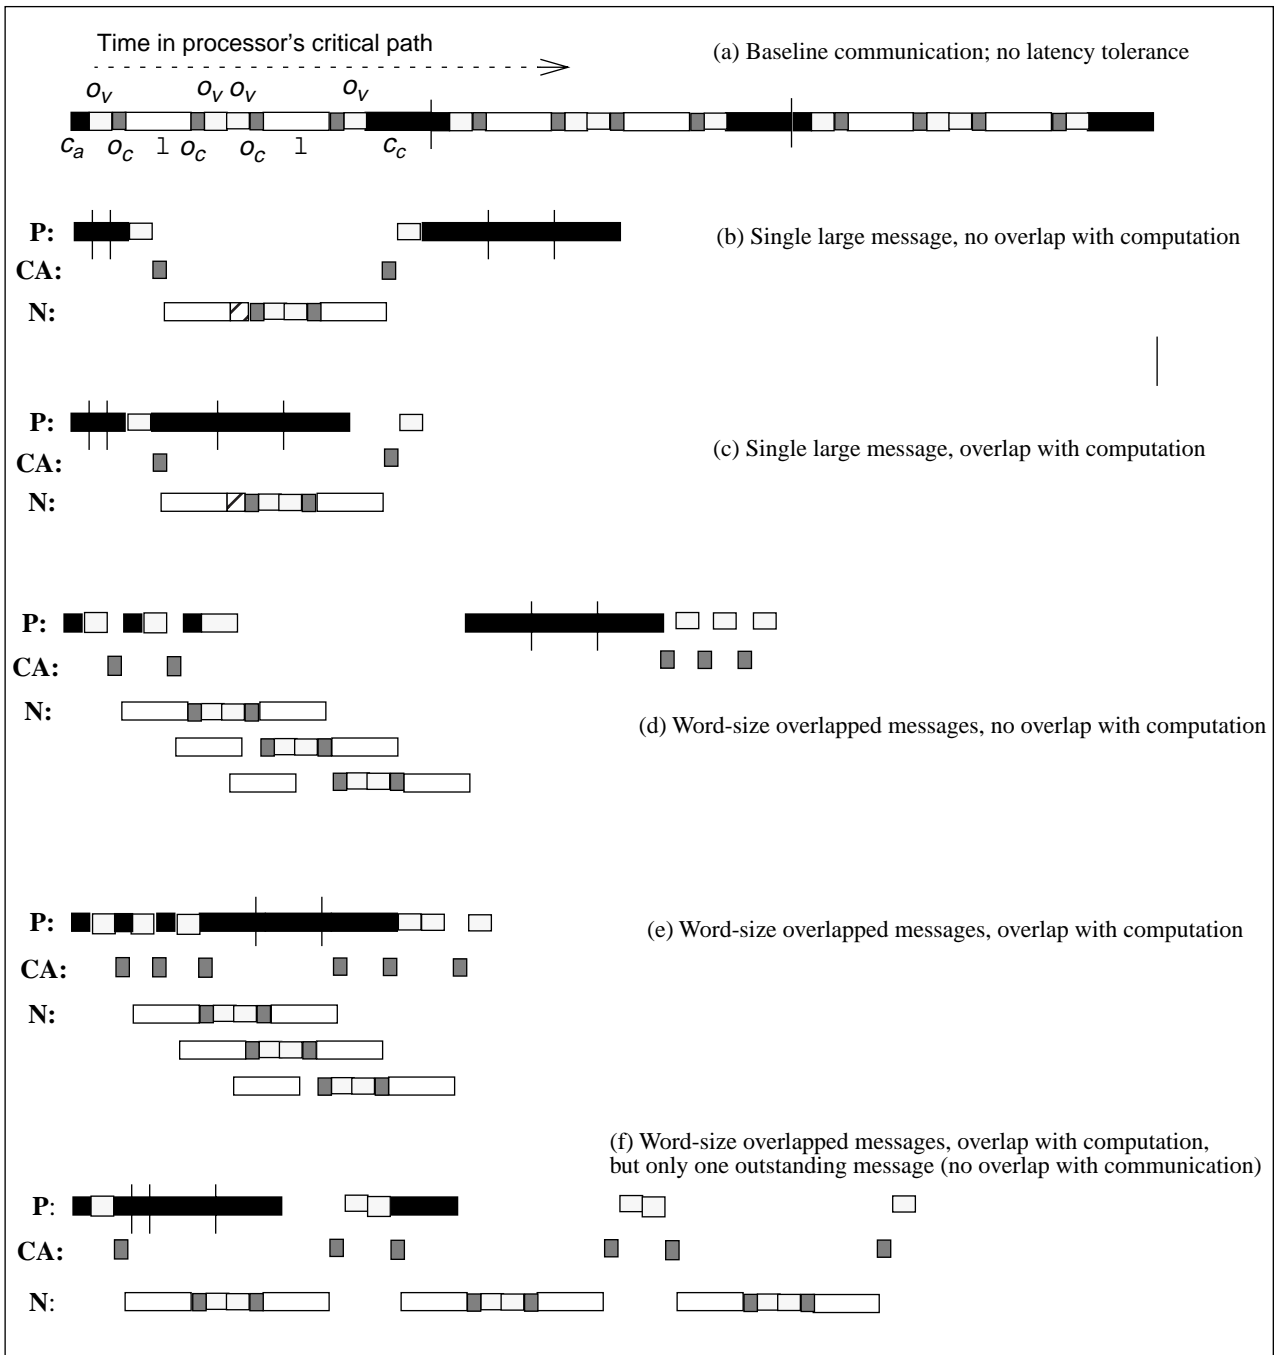 Time in processor's critical path
(a) Baseline communication; no latency tolerance
o_v o_v o_v o_v
c_a o_c l o_c o_c l c_c
P:
(b) Single large message, no overlap with computation
CA:
N:
P:
(c) Single large message, overlap with computation
CA:
N:
P:
CA:
N:
(d) Word-size overlapped messages, no overlap with computation
P:
(e) Word-size overlapped messages, overlap with computation
CA:
N:
(f) Word-size overlapped messages, overlap with computation,
but only one outstanding message (no overlap with communication)
P:
CA:
N: